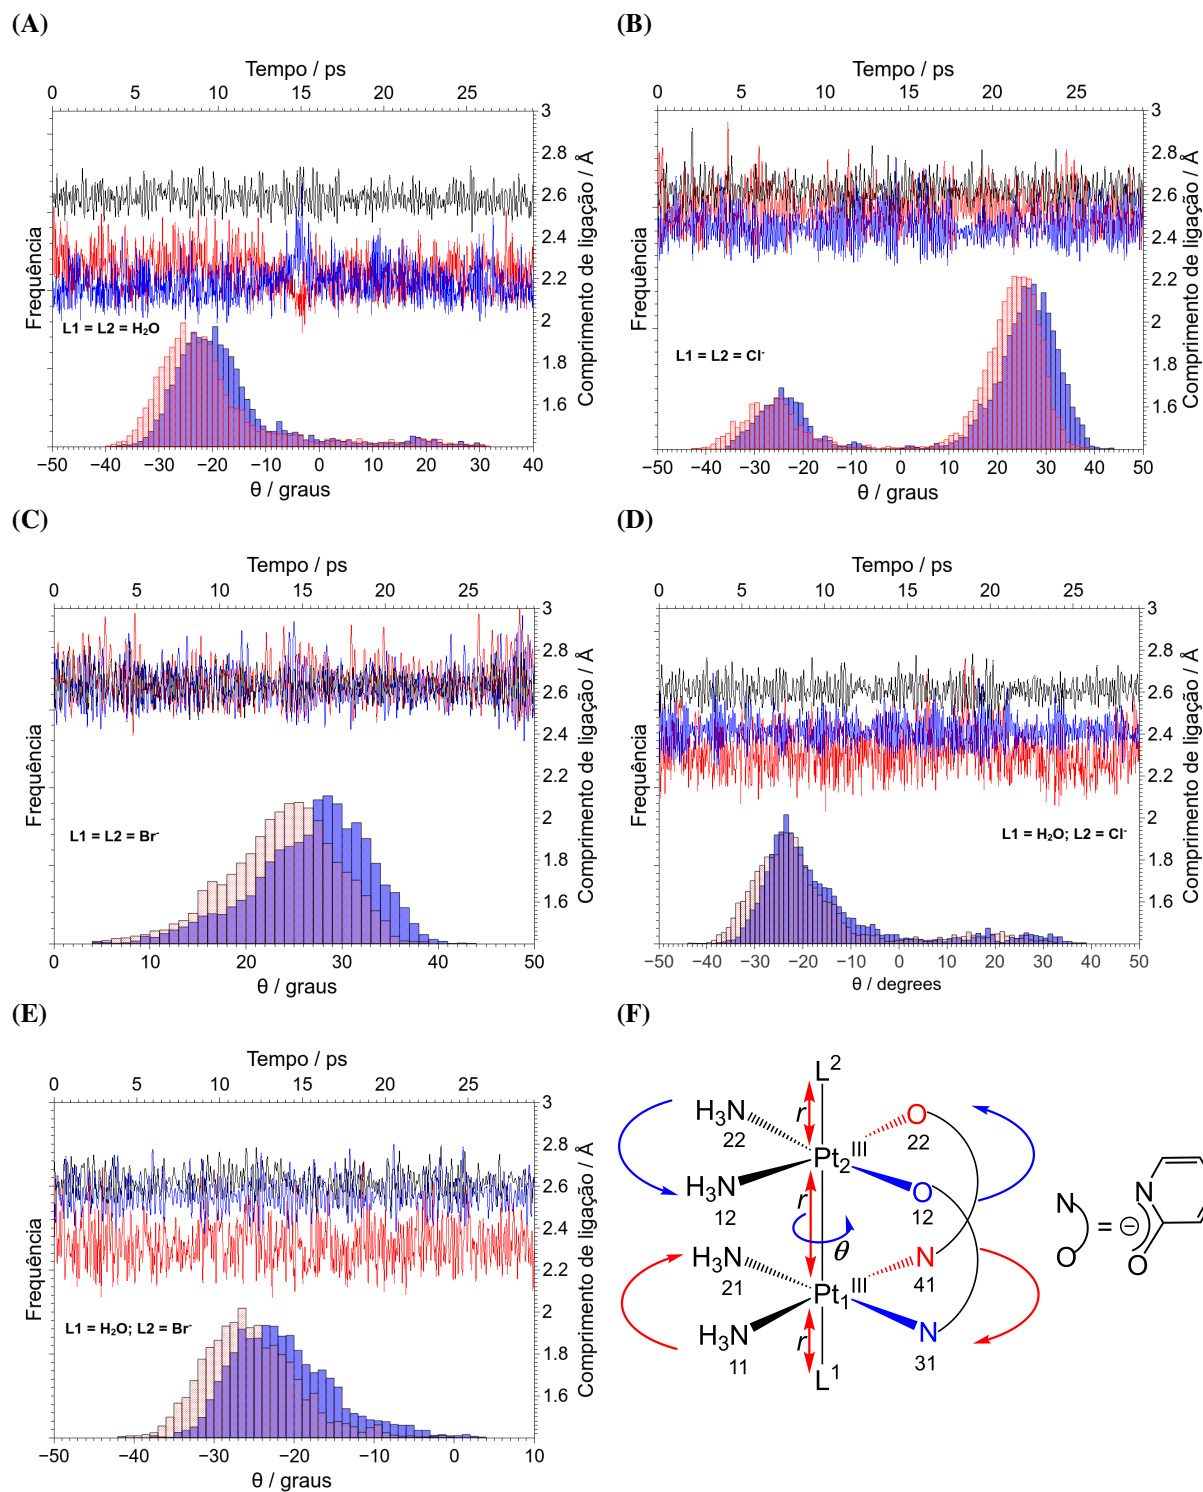 (A)
Tempo / ps
0 5 10 15 20 25
3
2.8
2.6
2.4
2.2
2
1.8
1.6
Comprimento de ligação / Å
Frequência
L1 = L2 = H₂O
−50 −40 −30 −20 −10 0 10 20 30 40
θ / graus
(B)
Tempo / ps
0 5 10 15 20 25
3
2.8
2.6
2.4
2.2
2
1.8
1.6
Comprimento de ligação / Å
Frequência
L1 = L2 = Cl⁻
−50 −40 −30 −20 −10 0 10 20 30 40 50
θ / graus
(C)
Tempo / ps
0 5 10 15 20 25
3
2.8
2.6
2.4
2.2
2
1.8
1.6
Comprimento de ligação / Å
Frequência
L1 = L2 = Br⁻
0 10 20 30 40 50
θ / graus
(D)
Tempo / ps
0 5 10 15 20 25
3
2.8
2.6
2.4
2.2
2
1.8
1.6
Comprimento de ligação / Å
Frequência
L1 = H₂O; L2 = Cl⁻
−50 −40 −30 −20 −10 0 10 20 30 40 50
θ / degrees
(E)
Tempo / ps
0 5 10 15 20 25
3
2.8
2.6
2.4
2.2
2
1.8
1.6
Comprimento de ligação / Å
Frequência
L1 = H₂O; L2 = Br⁻
−50 −40 −30 −20 −10 0 10
θ / graus
(F)
L²
r
H₃N O
22 22
Pt₂ᴵᴵᴵ
H₃N O
12 12
r
θ
H₃N N
21 41
Pt₁ᴵᴵᴵ
H₃N N
11 31
r
L¹
N
O
= ⊖
N
O